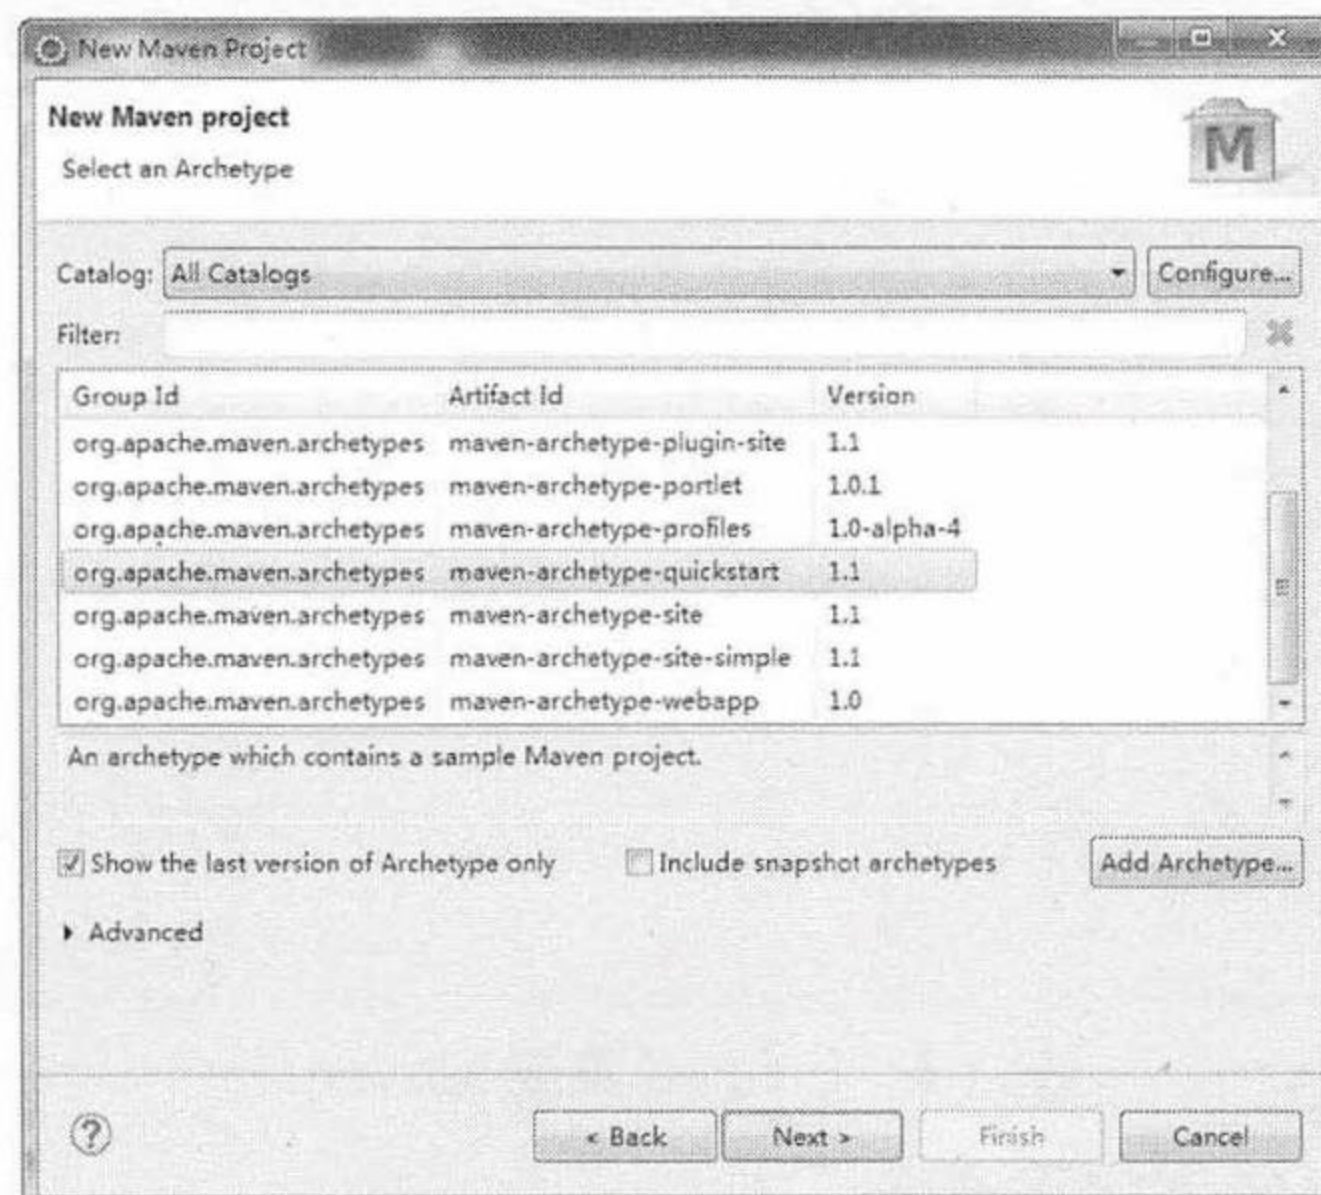 New Maven Project
New Maven project
Select an Archetype
M
Catalog: All Catalogs Configure...
Filter:
Group Id Artifact Id Version
org.apache.maven.archetypes maven-archetype-plugin-site 1.1
org.apache.maven.archetypes maven-archetype-portlet 1.0.1
org.apache.maven.archetypes maven-archetype-profiles 1.0-alpha-4
org.apache.maven.archetypes maven-archetype-quickstart 1.1
org.apache.maven.archetypes maven-archetype-site 1.1
org.apache.maven.archetypes maven-archetype-site-simple 1.1
org.apache.maven.archetypes maven-archetype-webapp 1.0
An archetype which contains a sample Maven project.
Show the last version of Archetype only Include snapshot archetypes Add Archetype...
Advanced
? < Back Next > Finish Cancel